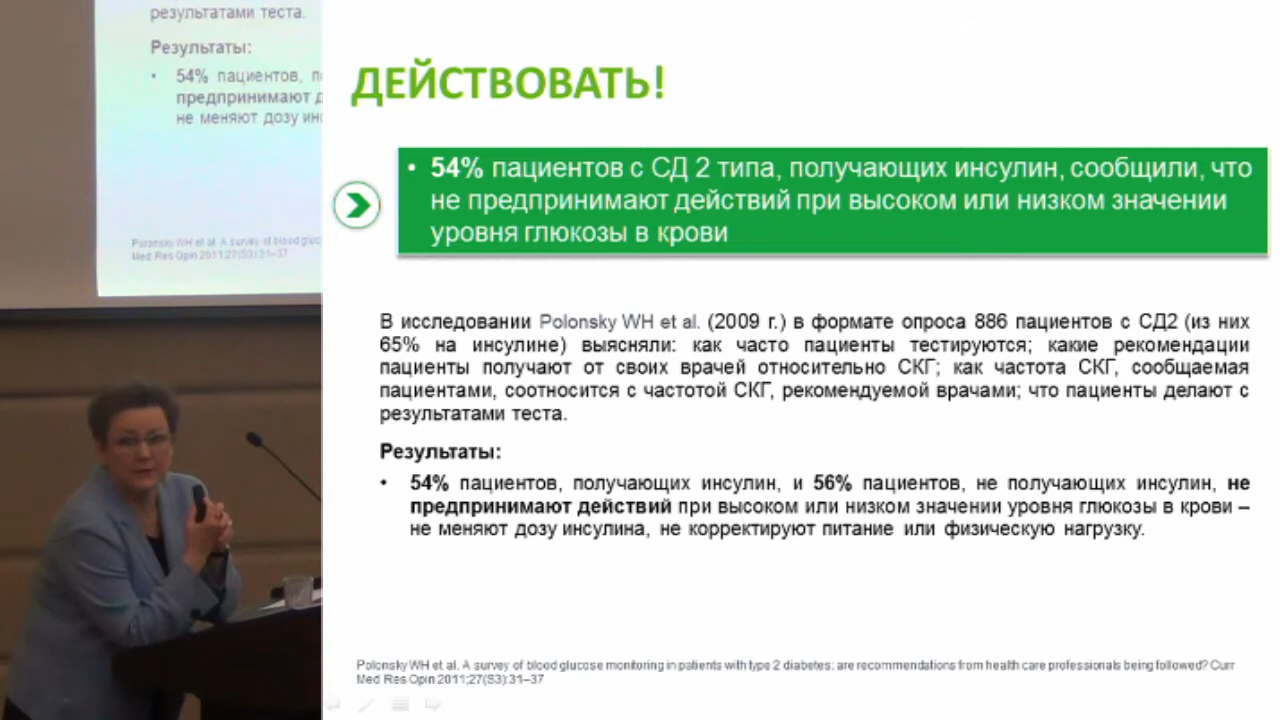 результатами теста.
Результаты:
• 54% пациентов, п
предпринимают д
не меняют дозу ин
Polonsky WH et al. A survey of blood gluc
Med Res Opin 2011;27(S3):31–37
ДЕЙСТВОВАТЬ!
• 54% пациентов с СД 2 типа, получающих инсулин, сообщили, что
не предпринимают действий при высоком или низком значении
уровня глюкозы в крови
В исследовании Polonsky WH et al. (2009 г.) в формате опроса 886 пациентов с СД2 (из них
65% на инсулине) выясняли: как часто пациенты тестируются; какие рекомендации
пациенты получают от своих врачей относительно СКГ; как частота СКГ, сообщаемая
пациентами, соотносится с частотой СКГ, рекомендуемой врачами; что пациенты делают с
результатами теста.
Результаты:
• 54% пациентов, получающих инсулин, и 56% пациентов, не получающих инсулин, не
предпринимают действий при высоком или низком значении уровня глюкозы в крови –
не меняют дозу инсулина, не корректируют питание или физическую нагрузку.
Polonsky WH et al. A survey of blood glucose monitoring in patients with type 2 diabetes: are recommendations from health care professionals being followed? Curr
Med Res Opin 2011;27(S3):31–37